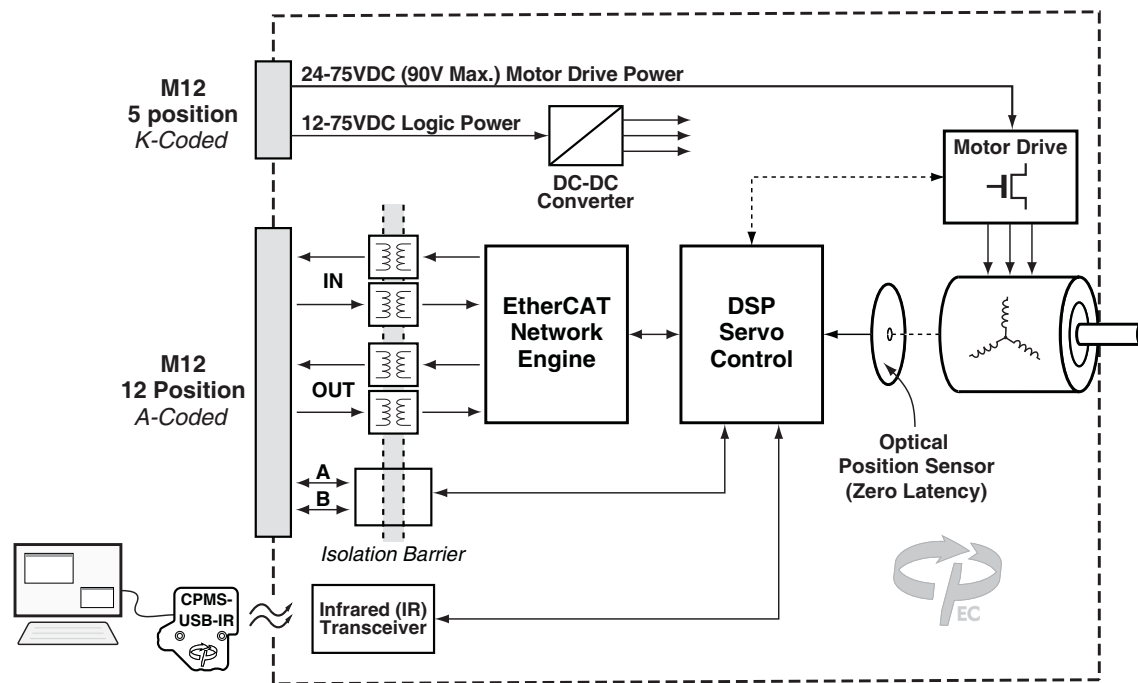 24-75VDC (90V Max.) Motor Drive Power
M12
5 position
K-Coded
12-75VDC Logic Power
DC-DC
Converter
Motor Drive
IN
OUT
EtherCAT
Network
Engine
DSP
Servo
Control
M12
12 Position
A-Coded
A
B
Isolation Barrier
Optical
Position Sensor
(Zero Latency)
CPMS-
USB-IR
Infrared (IR)
Transceiver
EC